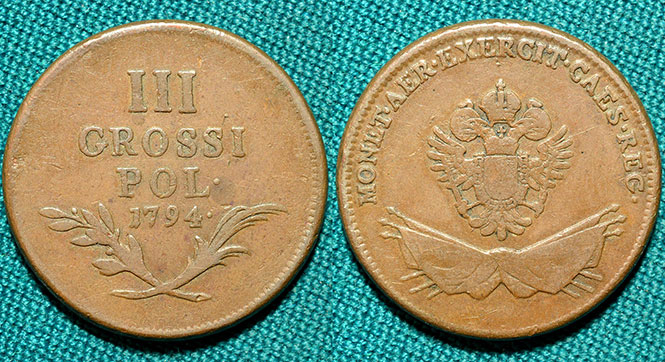 III
GROSSI
POL·
1794·
MONET·AER·EXERCIT·CAES·REG·